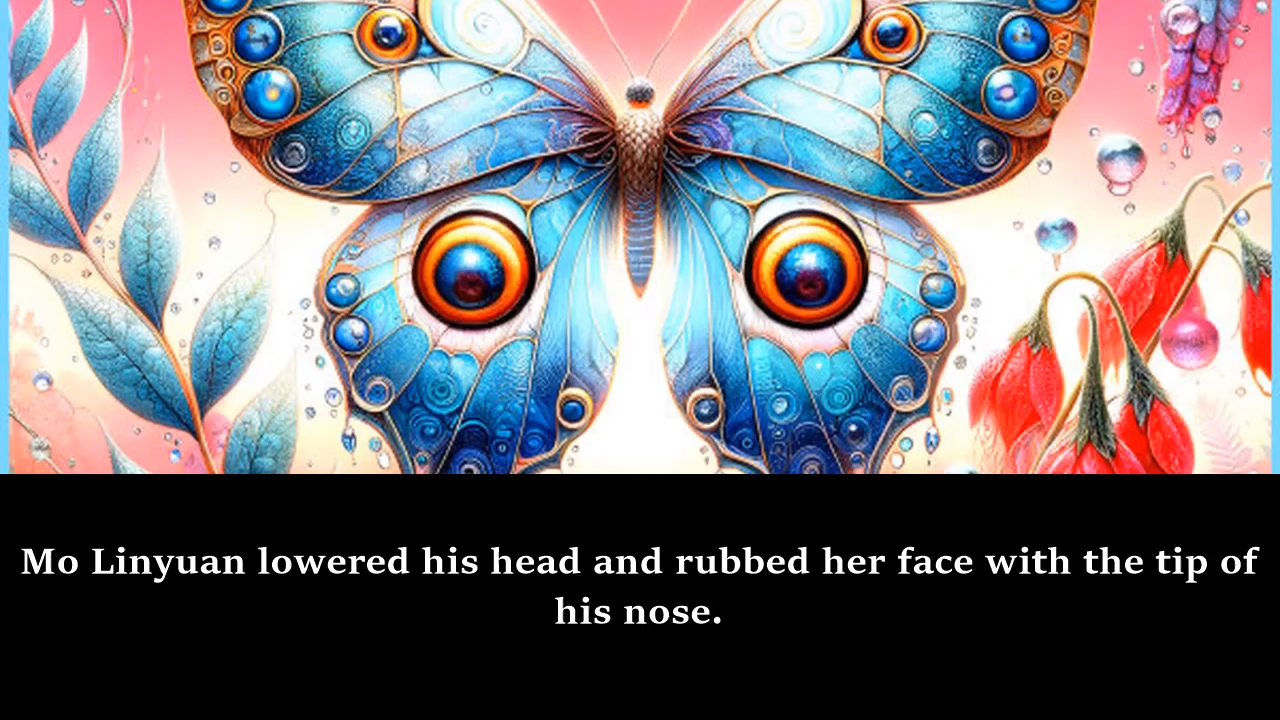 Mo Linyuan lowered his head and rubbed her face with the tip of
his nose.